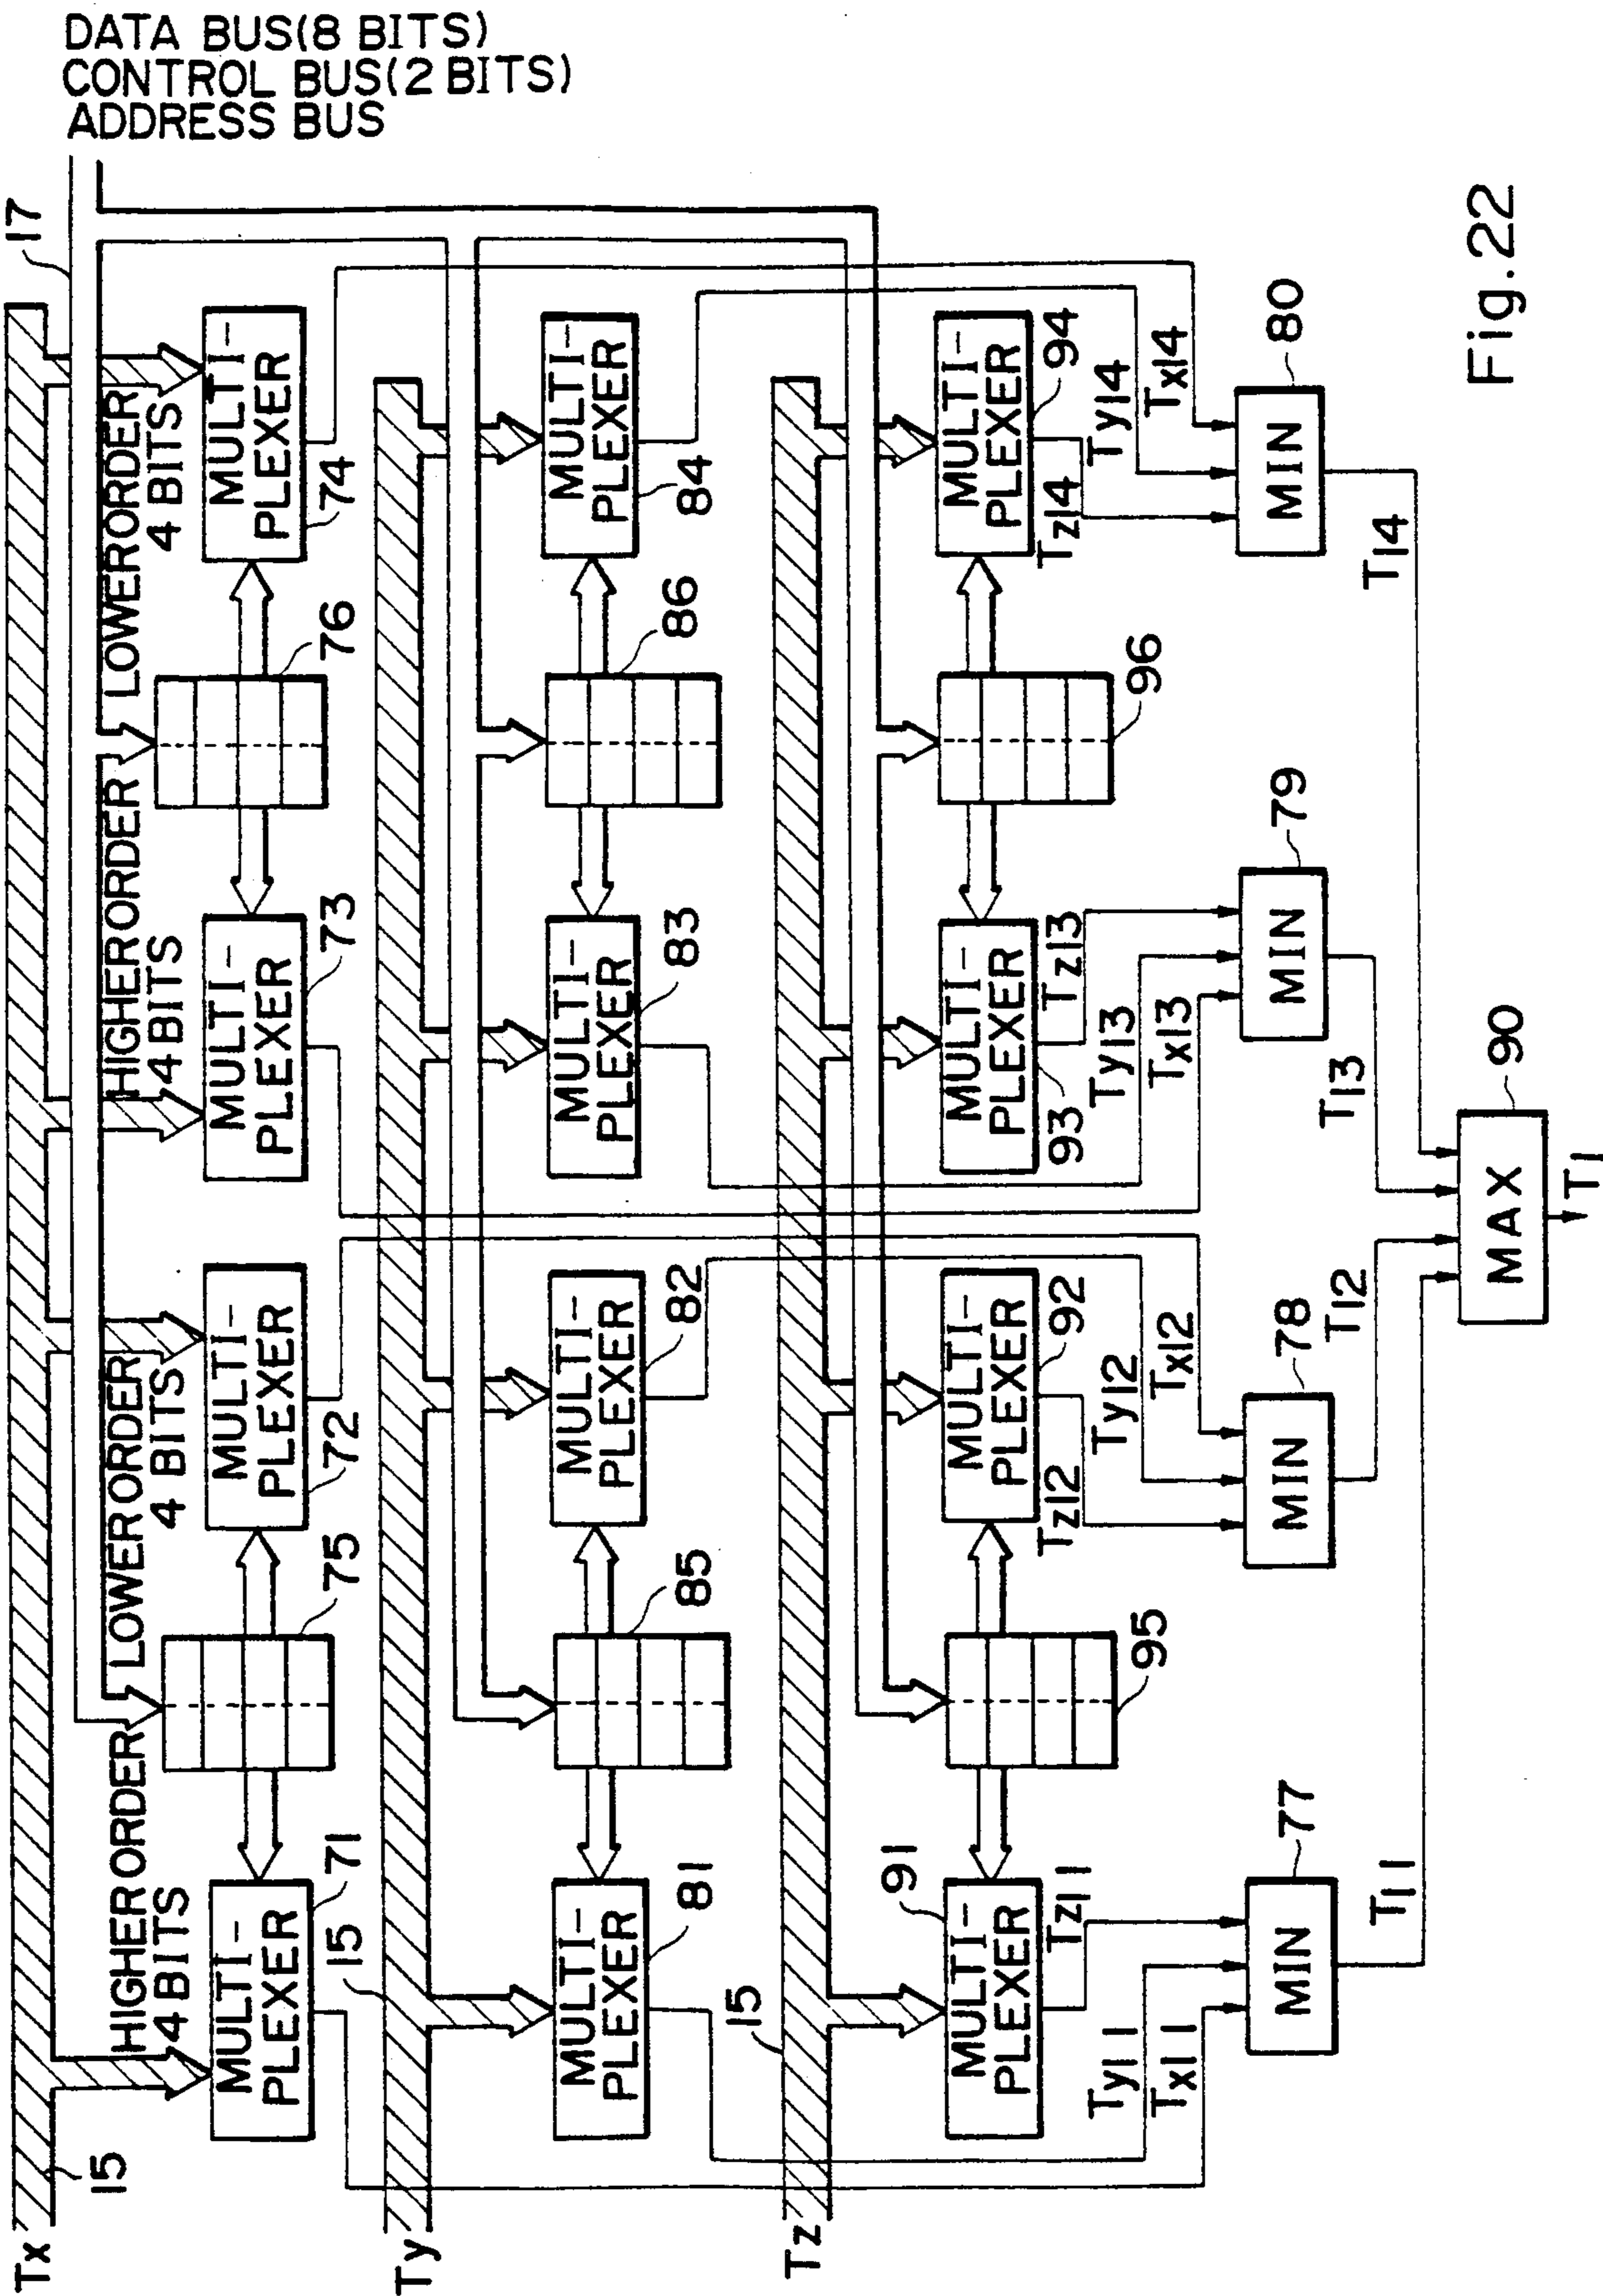 DATA BUS(8 BITS)
CONTROL BUS(2 BITS)
ADDRESS BUS
17
Tx
15
HIGHER ORDER
4 BITS
LOWER ORDER
4 BITS
HIGHER ORDER
4 BITS
LOWER ORDER
4 BITS
MULTI-
PLEXER
71
75
MULTI-
PLEXER
72
MULTI-
PLEXER
73
76
MULTI-
PLEXER
74
Ty
15
MULTI-
PLEXER
81
85
MULTI-
PLEXER
82
MULTI-
PLEXER
83
86
MULTI-
PLEXER
84
Tz
15
MULTI-
PLEXER
91
95
MULTI-
PLEXER
92
MULTI-
PLEXER
93
96
MULTI-
PLEXER
94
Tz11
Ty11
Tx11
Tz12
Ty12
Tx12
Tz13
Ty13
Tx13
Tz14
Ty14
Tx14
MIN
77
MIN
78
MIN
79
MIN
80
T11
T12
T13
T14
MAX
90
T1
Fig.22